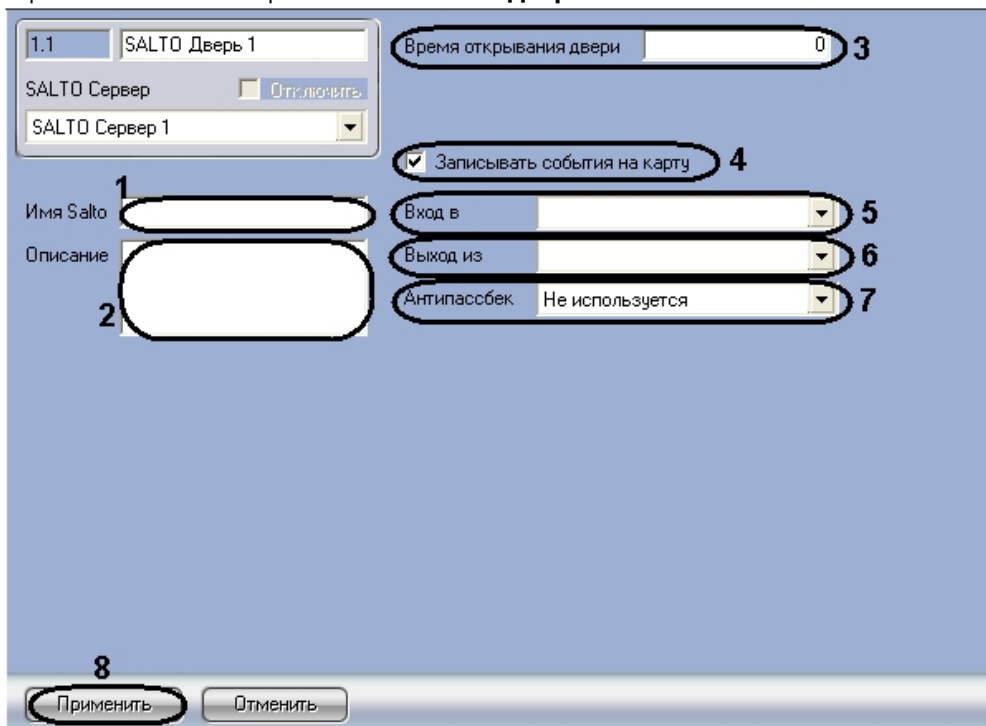 1.1 SALTO Дверь 1
SALTO Сервер Отключить
SALTO Сервер 1
Время открывания двери 0 3
Записывать события на карту 4
1
Имя Salto
Вход в 5
Описание
2
Выход из 6
Антипассбек Не используется 7
8
Применить Отменить